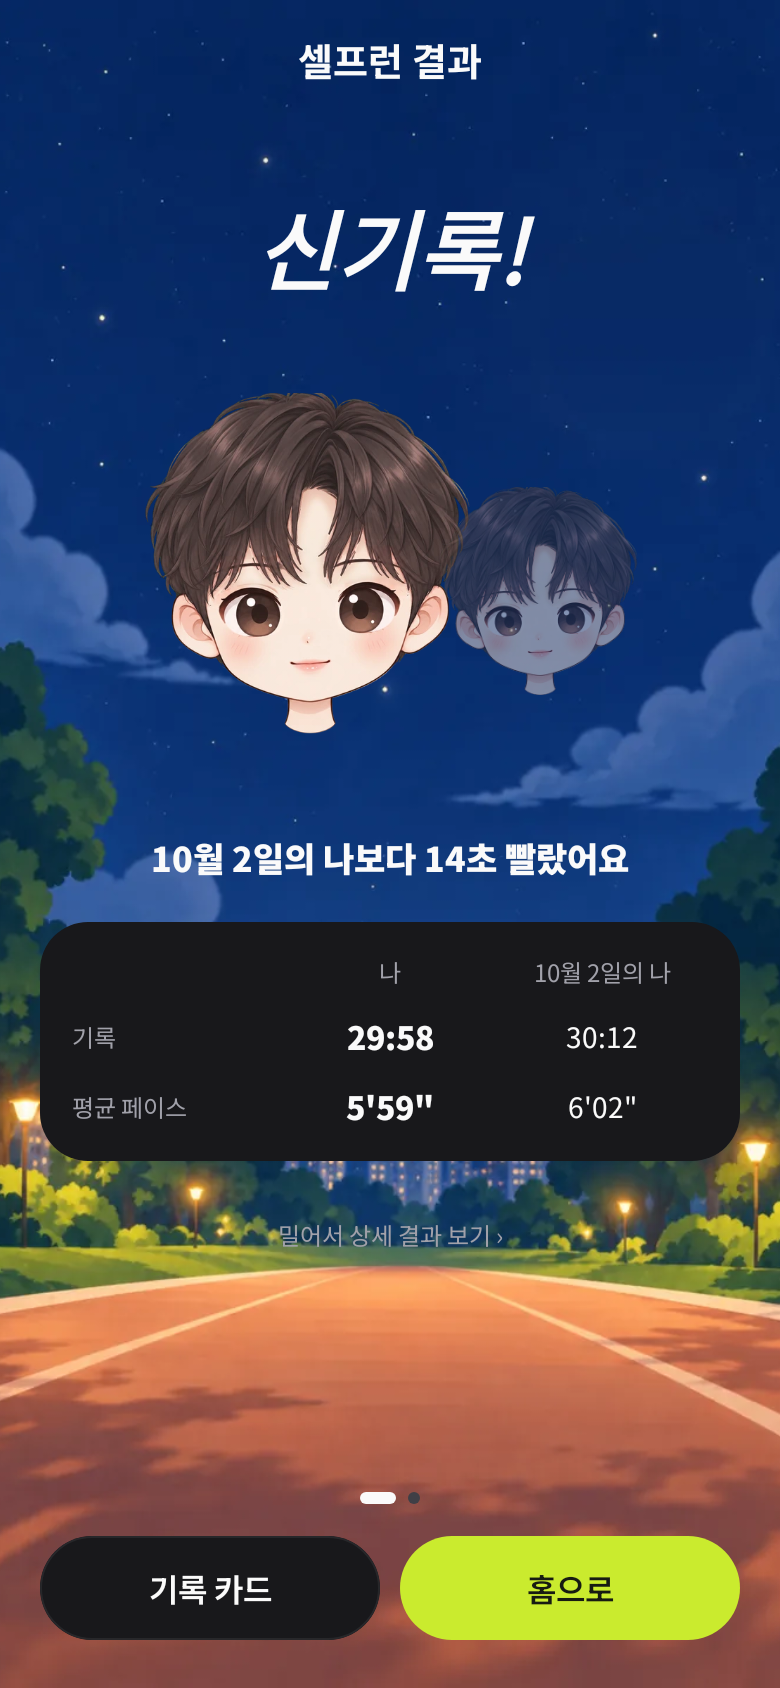 셀프런 결과
신기록!
10월 2일의 나보다 14초 빨랐어요
나 10월 2일의 나
기록 29:58 30:12
평균 페이스 5'59" 6'02"
밀어서 상세 결과 보기 ›
기록 카드 홈으로